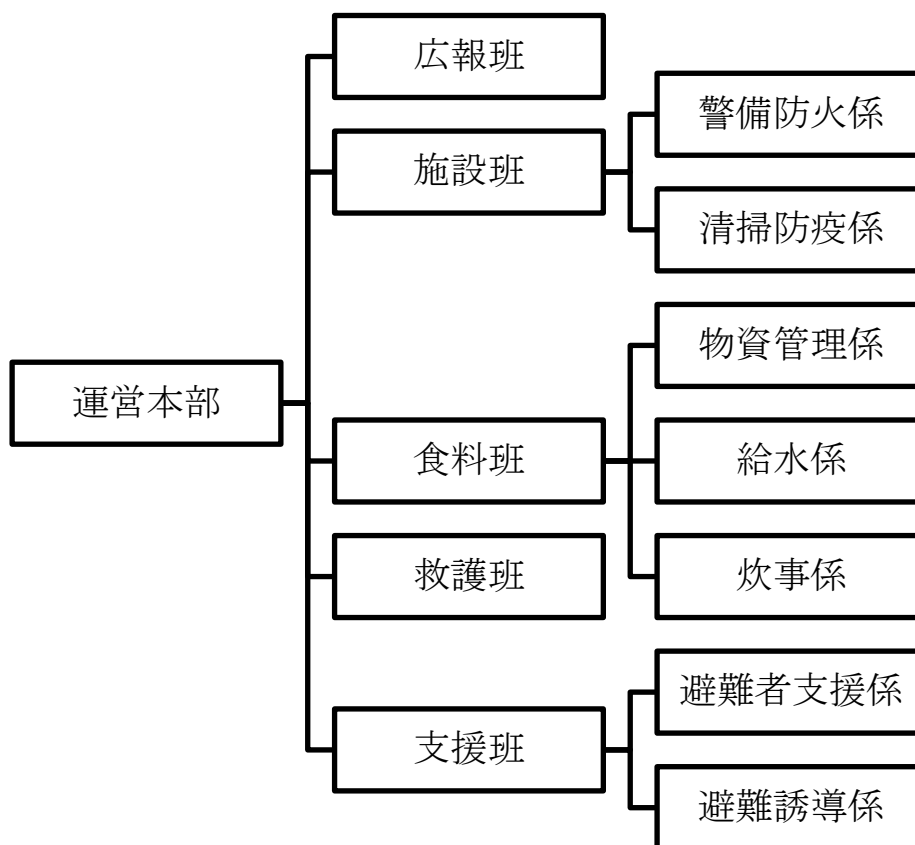 運営本部
広報班
施設班
警備防火係
清掃防疫係
食料班
物資管理係
給水係
炊事係
救護班
支援班
避難者支援係
避難誘導係